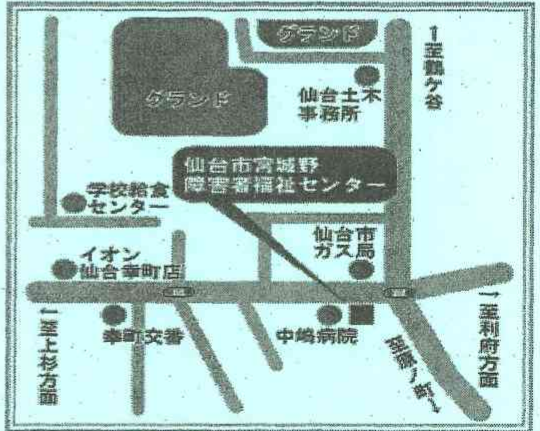 グランド
グランド
↑至鶴ケ谷
仙台土木
事務所
仙台市宮城野
障害者福祉センター
学校給食
センター
仙台市
ガス局
イオン
仙台幸町店
幸町交番
中嶋病院
←至上杉方面
至原ノ町→
→至利府方面